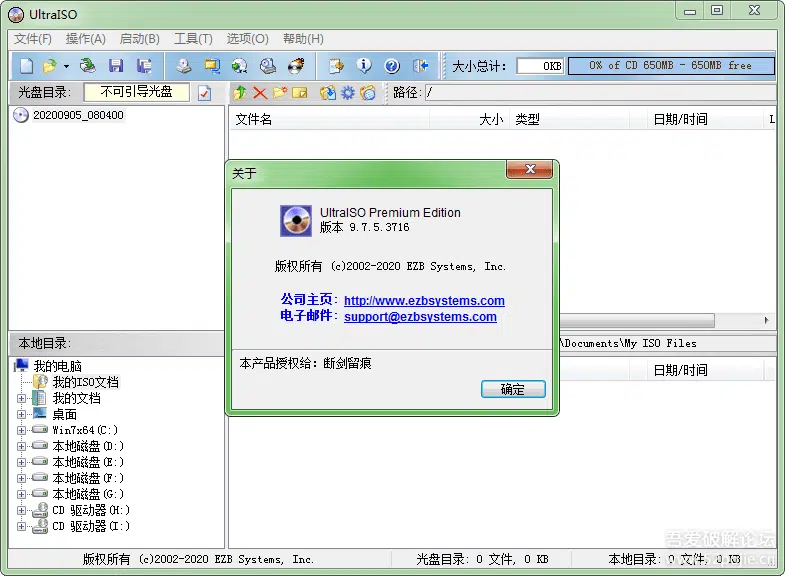 UltraISO
文件(F) 操作(A) 启动(B) 工具(T) 选项(O) 帮助(H)
大小总计: 0KB 0% of CD 650MB - 650MB free
光盘目录: 不可引导光盘 路径: /
20200905_080400
文件名 大小 类型 日期/时间 L
关于
UltraISO Premium Edition
版本 9.7.5.3716
版权所有 (c)2002-2020 EZB Systems, Inc.
公司主页: http://www.ezbsystems.com
电子邮件: support@ezbsystems.com
本产品授权给: 断剑留痕
确定
本地目录: \Documents\My ISO Files
日期/时间
我的电脑
我的ISO文档
我的文档
桌面
Win7x64(C:)
本地磁盘(D:)
本地磁盘(E:)
本地磁盘(F:)
本地磁盘(G:)
CD 驱动器(H:)
CD 驱动器(I:)
版权所有 (c)2002-2020 EZB Systems, Inc. 光盘目录: 0 文件, 0 KB 本地目录: 0 文件, 0 KB
吾爱破解论坛